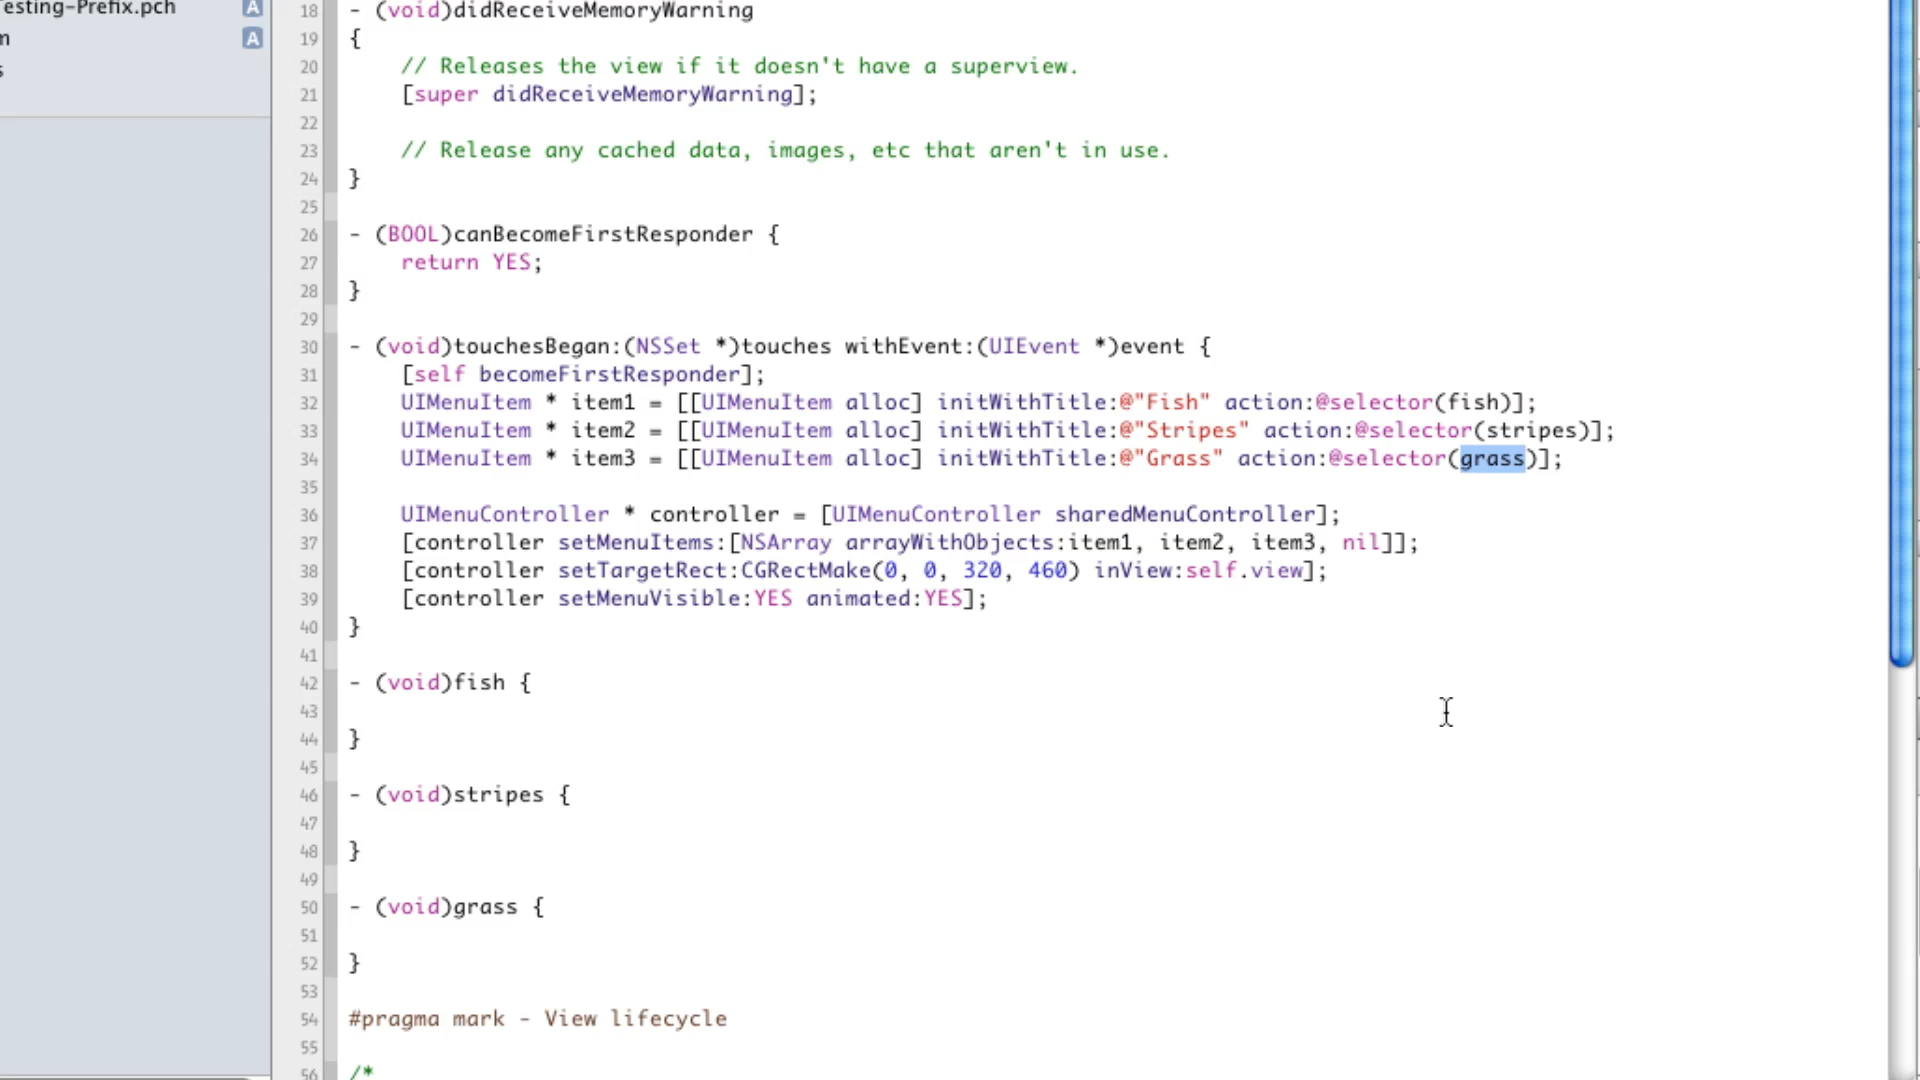 esting-Prefix.pch A
m A
s
18 - (void)didReceiveMemoryWarning
19 {
20 // Releases the view if it doesn't have a superview.
21 [super didReceiveMemoryWarning];
22
23 // Release any cached data, images, etc that aren't in use.
24 }
25
26 - (BOOL)canBecomeFirstResponder {
27 return YES;
28 }
29
30 - (void)touchesBegan:(NSSet *)touches withEvent:(UIEvent *)event {
31 [self becomeFirstResponder];
32 UIMenuItem * item1 = [[UIMenuItem alloc] initWithTitle:@"Fish" action:@selector(fish)];
33 UIMenuItem * item2 = [[UIMenuItem alloc] initWithTitle:@"Stripes" action:@selector(stripes)];
34 UIMenuItem * item3 = [[UIMenuItem alloc] initWithTitle:@"Grass" action:@selector(grass)];
35
36 UIMenuController * controller = [UIMenuController sharedMenuController];
37 [controller setMenuItems:[NSArray arrayWithObjects:item1, item2, item3, nil]];
38 [controller setTargetRect:CGRectMake(0, 0, 320, 460) inView:self.view];
39 [controller setMenuVisible:YES animated:YES];
40 }
41
42 - (void)fish {
43
44 }
45
46 - (void)stripes {
47
48 }
49
50 - (void)grass {
51
52 }
53
54 #pragma mark - View lifecycle
55
56 /*